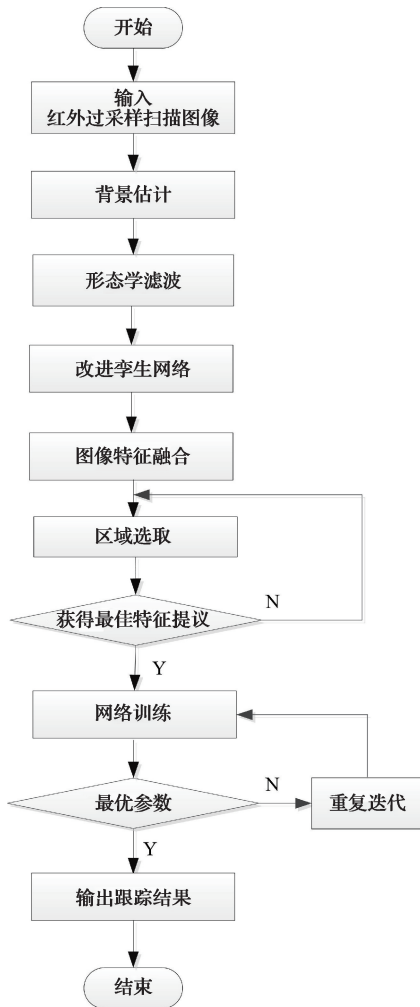 开始
输入
红外过采样扫描图像
背景估计
形态学滤波
改进孪生网络
图像特征融合
区域选取
获得最佳特征提议
N
Y
网络训练
最优参数
N
重复迭代
Y
输出跟踪结果
结束